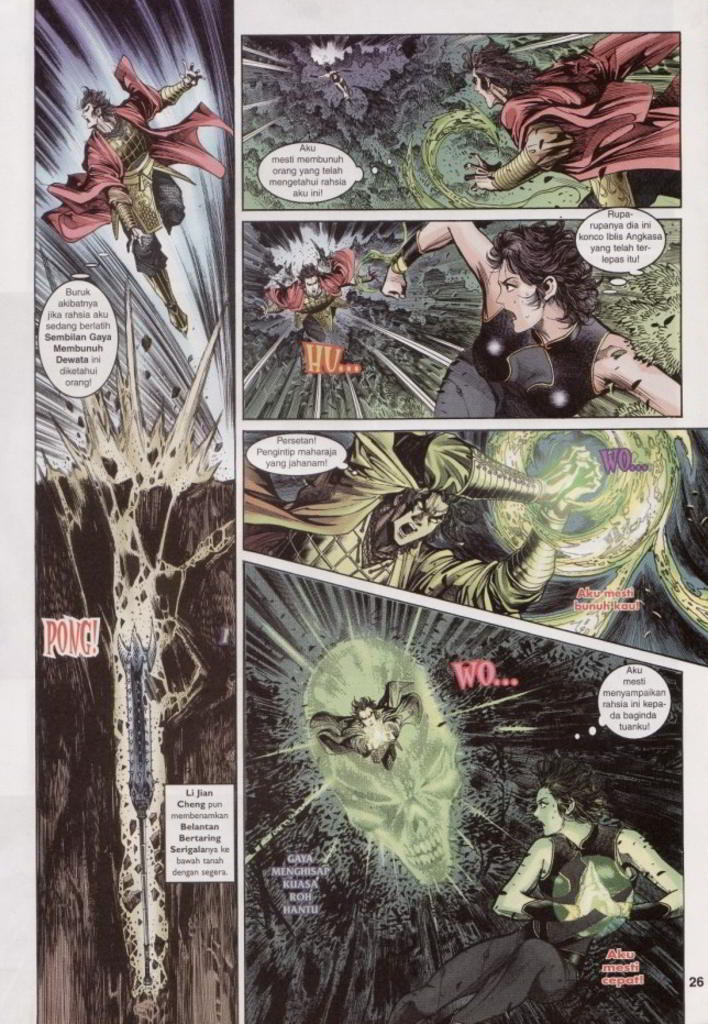 Buruk
akibatnya
jika rahsia aku
sedang berlatih
Sembilan Gaya
Membunuh
Dewata ini
diketahui
orang!
PONG!
Li Jian
Cheng pun
membenamkan
Belantan
Bertaring
Serigalanya ke
bawah tanah
dengan segera.
Aku
mesti membunuh
orang yang telah
mengetahui rahsia
aku ini!
Rupa-
rupanya dia ini
konco Iblis Angkasa
yang telah ter-
lepas itu!
HU...
Persetan!
Pengintip maharaja
yang jahanam!
WO...
Aku mesti
bunuh kau!
WO...
Aku
mesti
menyampaikan
rahsia ini kepa-
da baginda
tuanku!
GAYA
MENGHISAP
KUASA
ROH
HANTU
Aku
mesti
cepat!
26